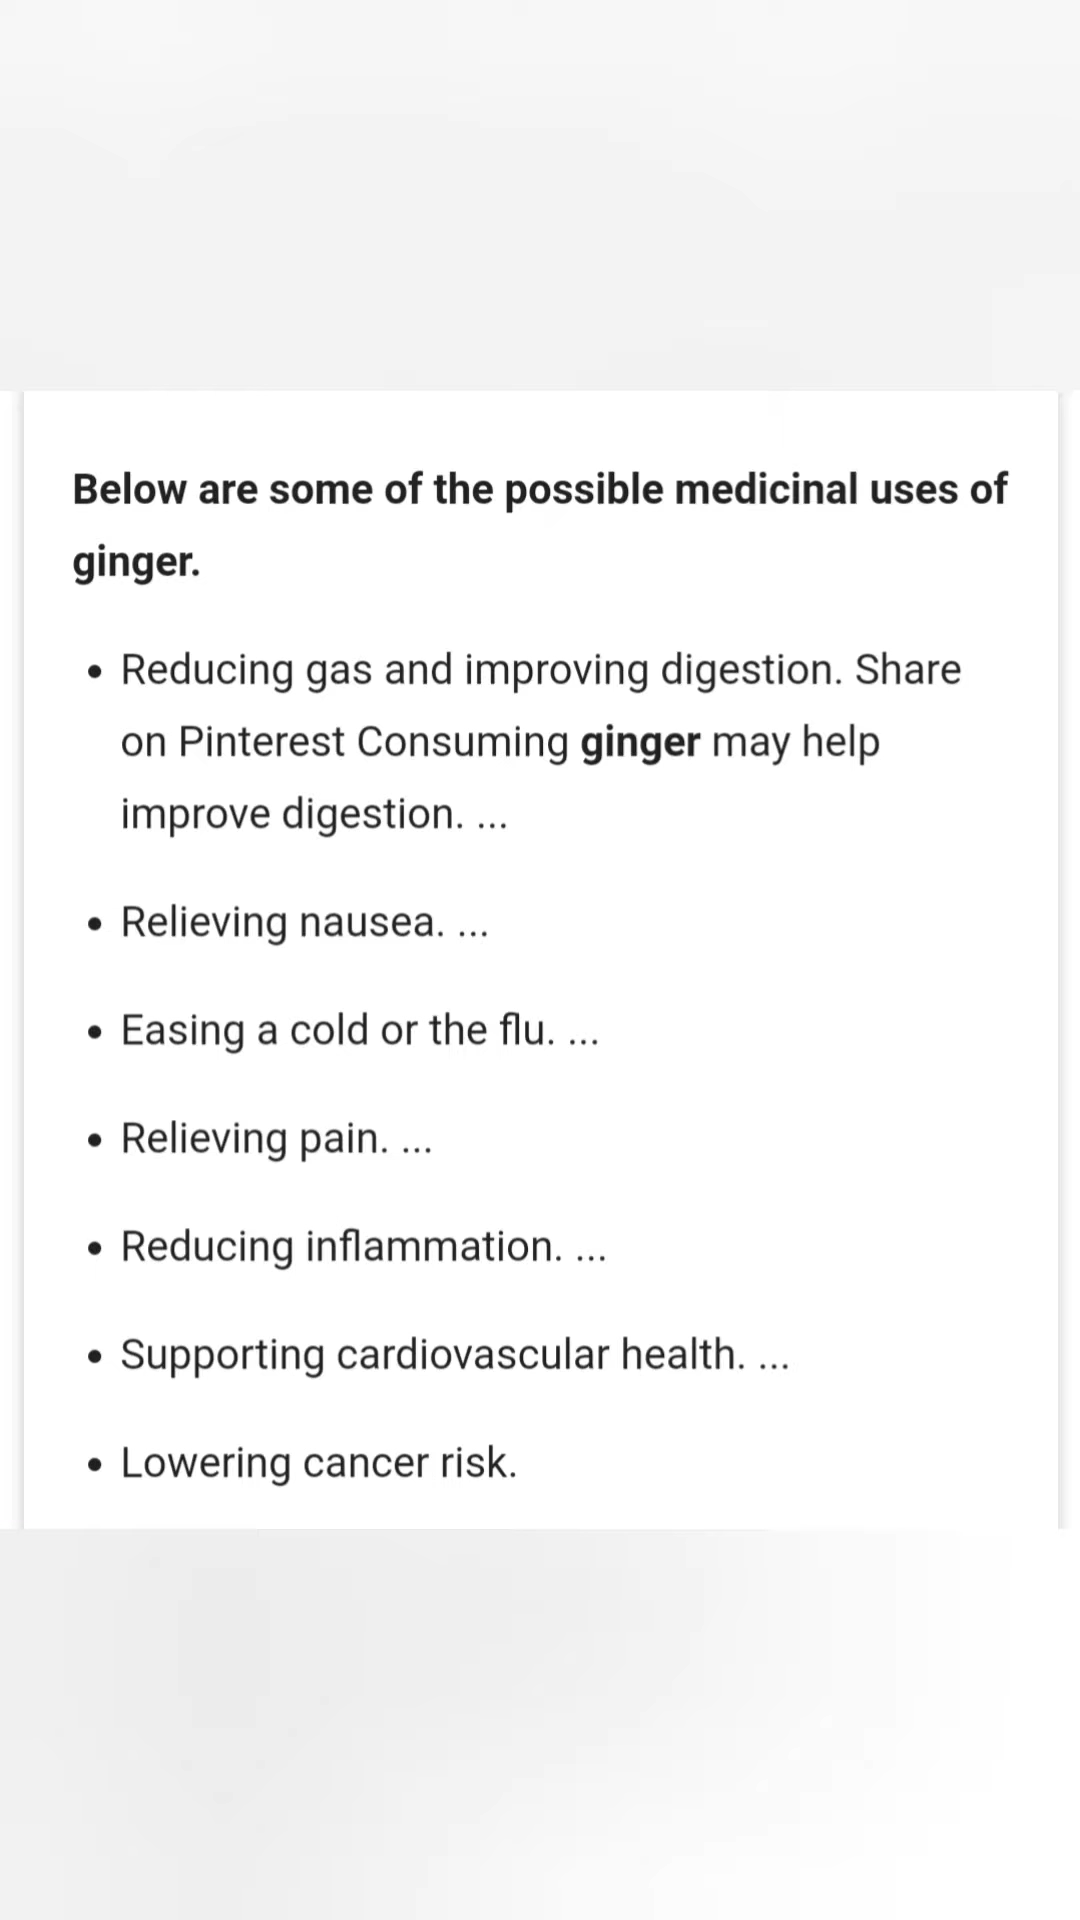 Below are some of the possible medicinal uses of
ginger.
• Reducing gas and improving digestion. Share
on Pinterest Consuming ginger may help
improve digestion. ...
• Relieving nausea. ...
• Easing a cold or the flu. ...
• Relieving pain. ...
• Reducing inflammation. ...
• Supporting cardiovascular health. ...
• Lowering cancer risk.